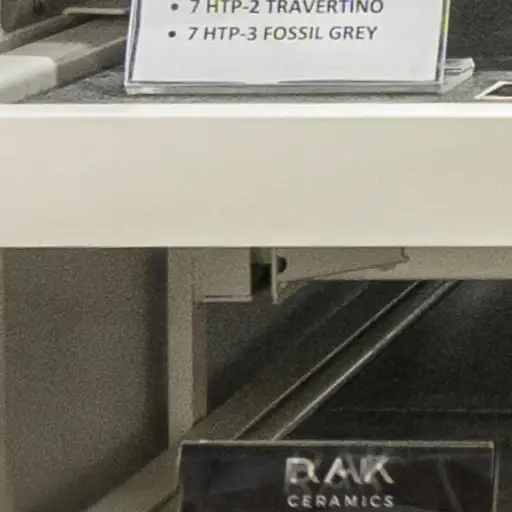 • 7 HTP-2 TRAVERTINO
• 7 HTP-3 FOSSIL GREY
RAK
CERAMICS